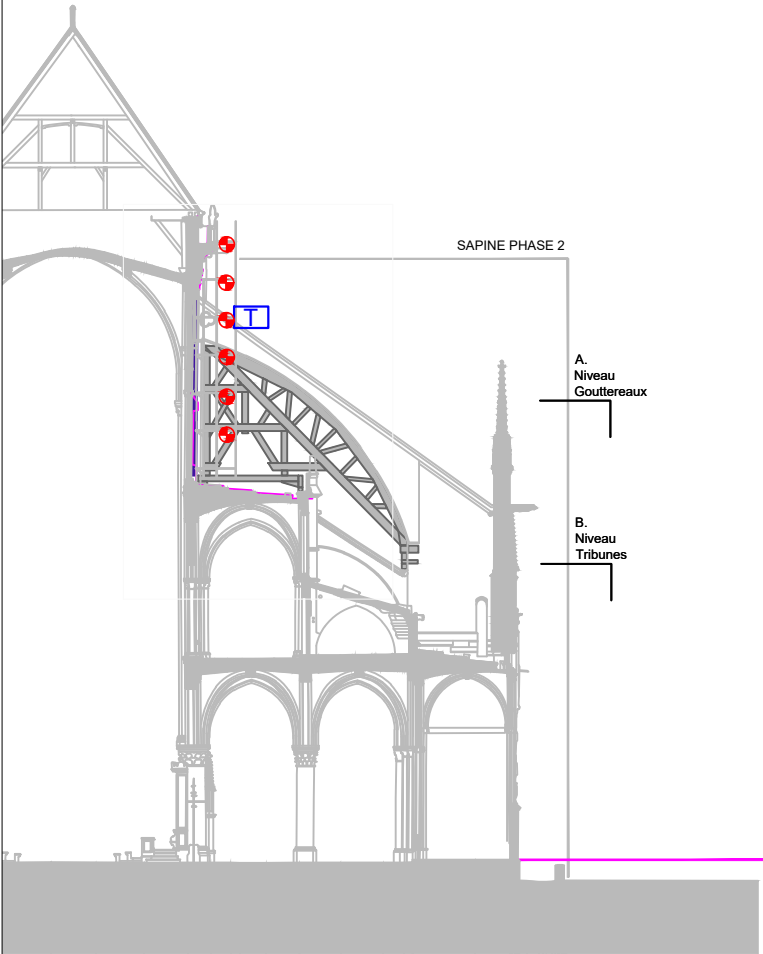 SAPINE PHASE 2
T
A.
Niveau
Gouttereaux
B.
Niveau
Tribunes